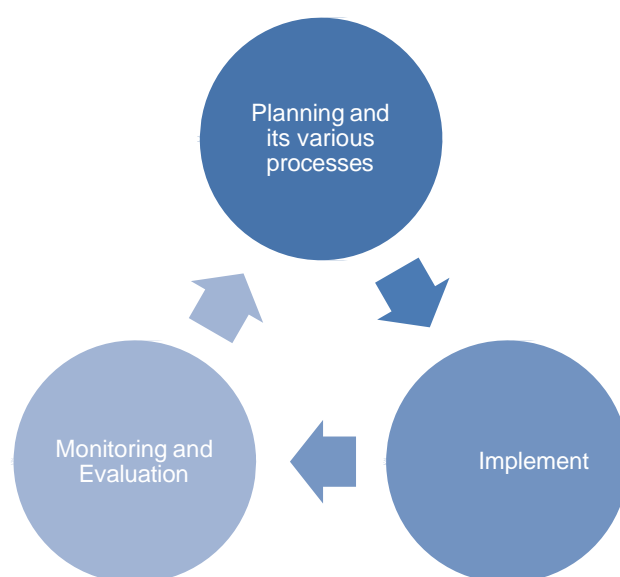 Planning and
its various
processes
Implement
Monitoring and
Evaluation